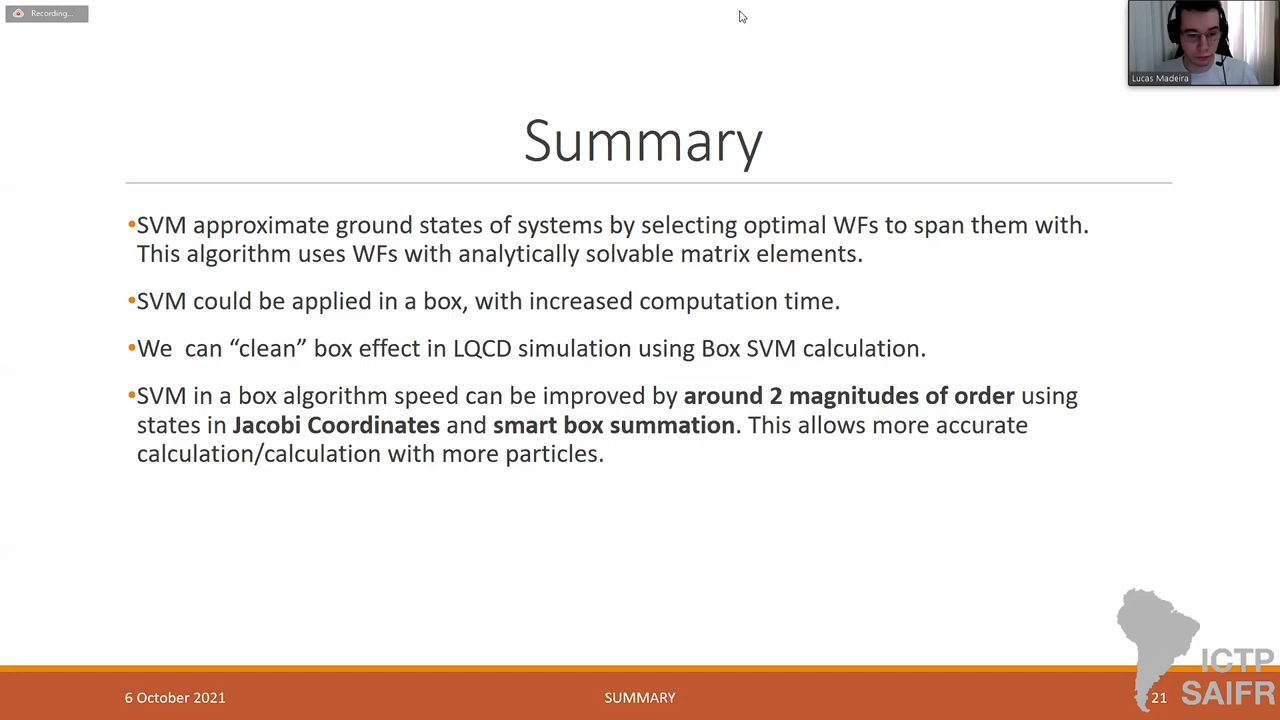 Recording...
Lucas Madeira
Summary
•SVM approximate ground states of systems by selecting optimal WFs to span them with.
This algorithm uses WFs with analytically solvable matrix elements.
•SVM could be applied in a box, with increased computation time.
•We can “clean” box effect in LQCD simulation using Box SVM calculation.
•SVM in a box algorithm speed can be improved by around 2 magnitudes of order using
states in Jacobi Coordinates and smart box summation. This allows more accurate
calculation/calculation with more particles.
6 October 2021
SUMMARY
21
ICTP
SAIFR